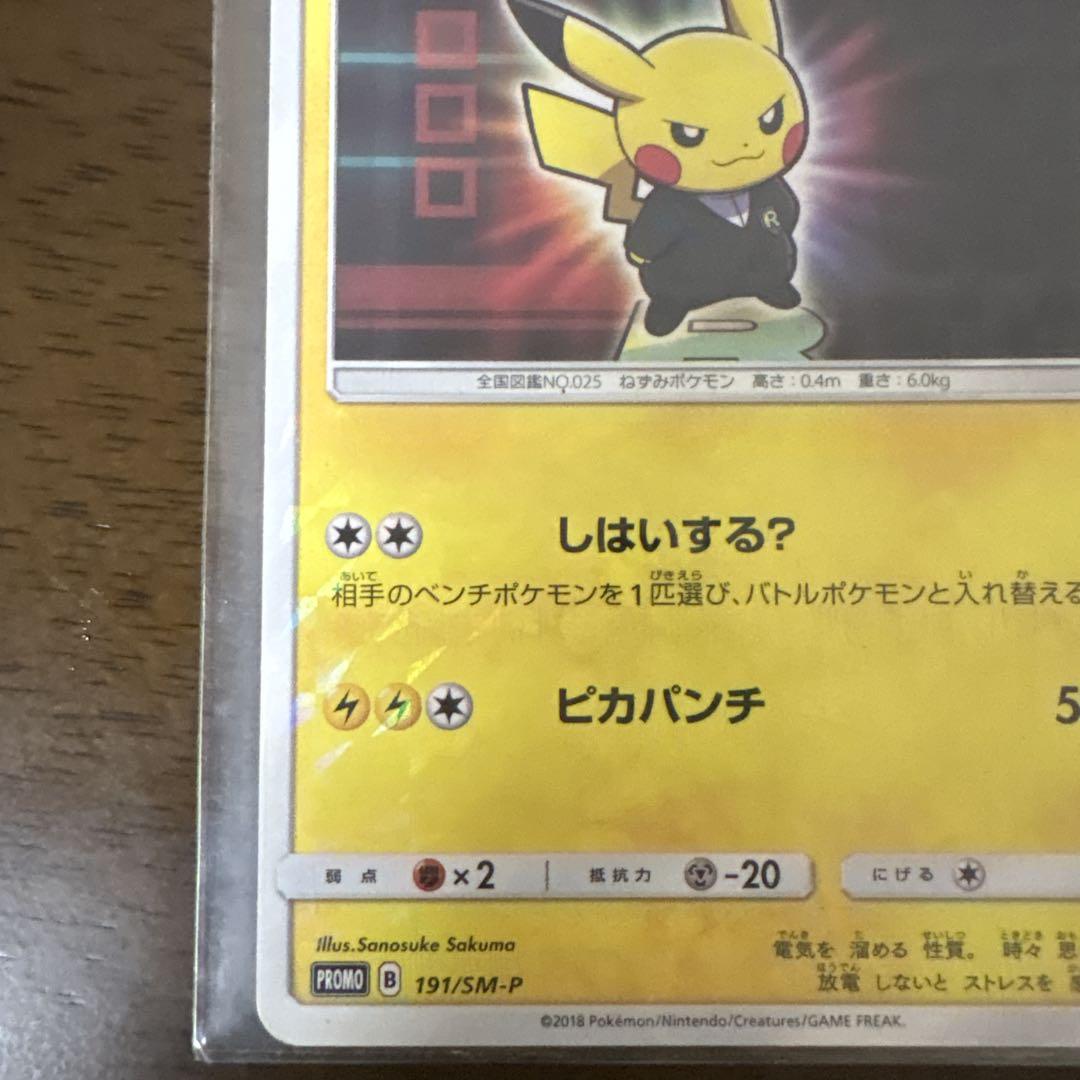 R
全国図鑑NO.025 ねずみポケモン 高さ:0.4m 重さ:6.0kg
しはいする?
相手のベンチポケモンを1匹選び、バトルポケモンと入れ替える
ピカパンチ 5
弱点 ×2 抵抗力 -20 にげる
Illus.Sanosuke Sakuma
電気を 溜める 性質。 時々 思
PROMO B 191/SM-P
放電 しないと ストレスを
©2018 Pokémon/Nintendo/Creatures/GAME FREAK.